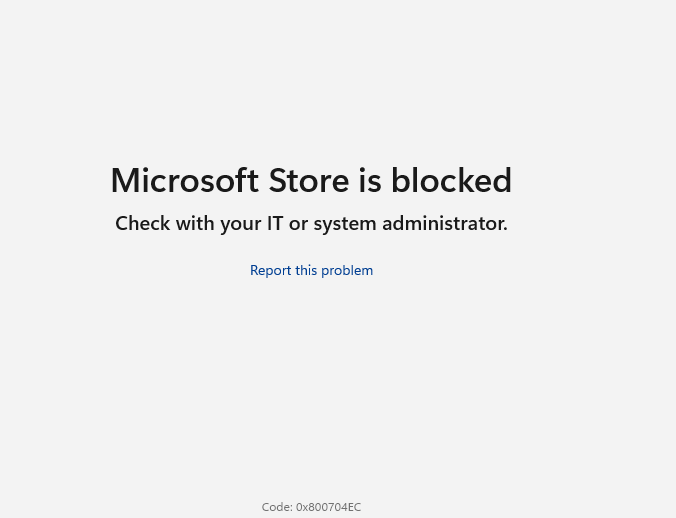 Microsoft Store is blocked
Check with your IT or system administrator.
Report this problem
Code: 0x800704EC